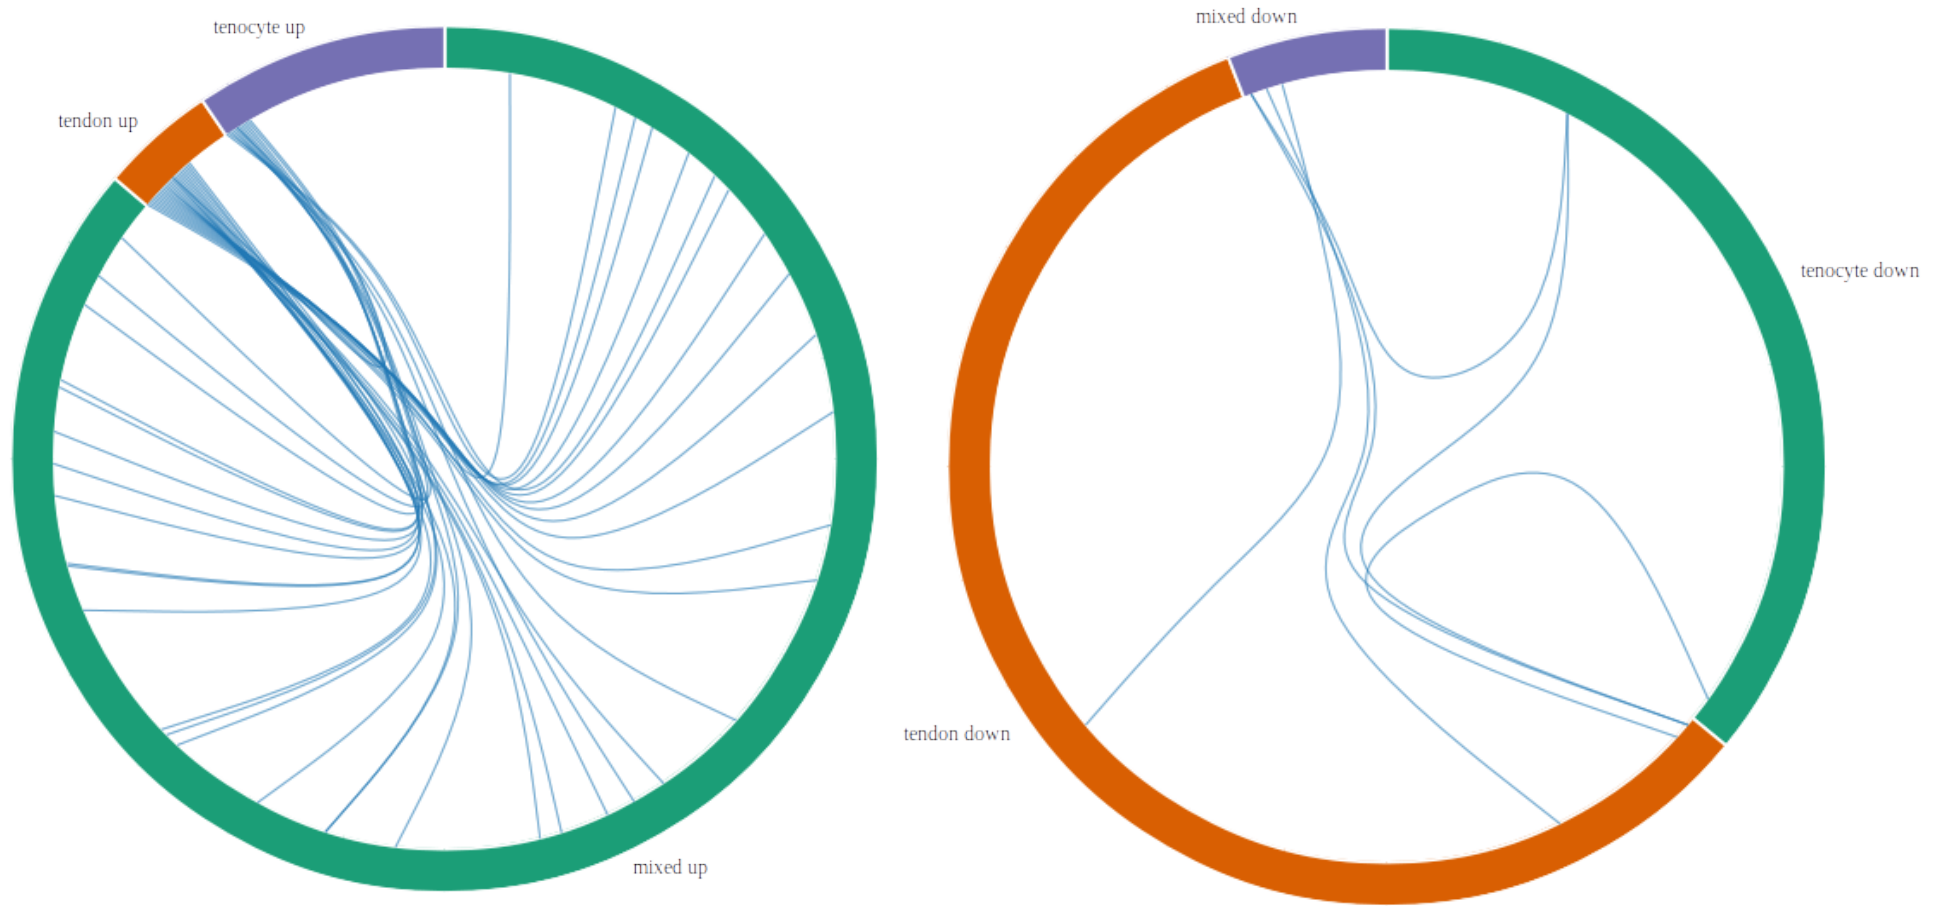 tenocyte up
tendon up
mixed up
mixed down
tenocyte down
tendon down